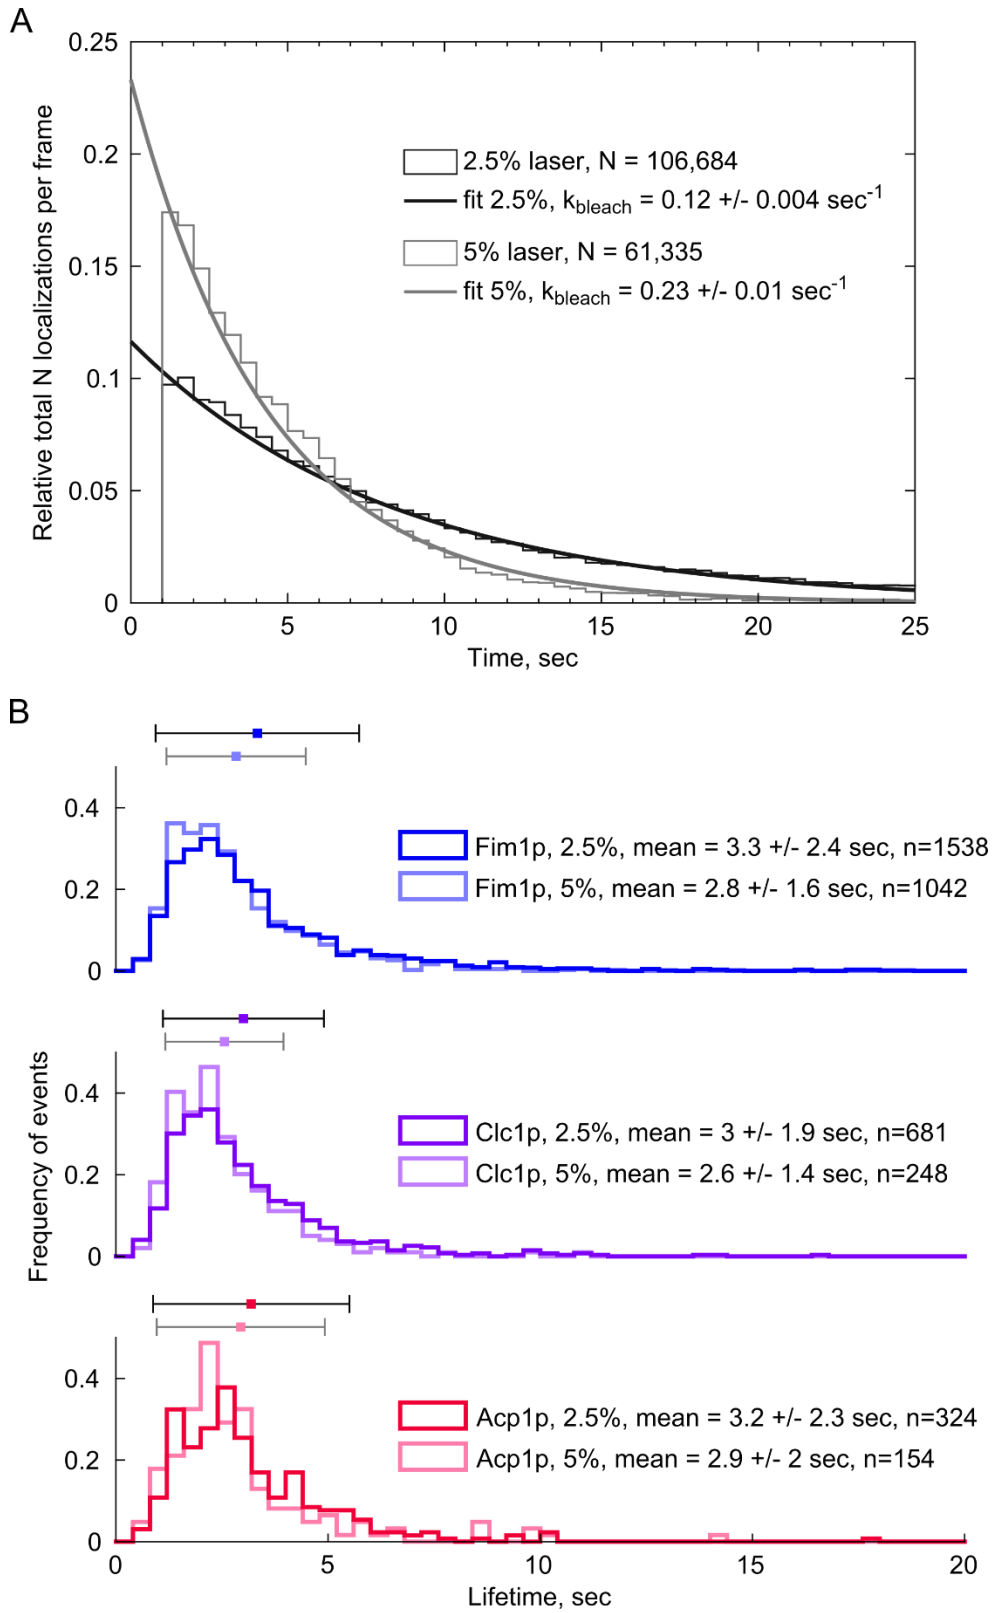 A
0.25
0.2
0.15
0.1
0.05
0
Relative total N localizations per frame
2.5% laser, N = 106,684
fit 2.5%, k_bleach = 0.12 +/- 0.004 sec⁻¹
5% laser, N = 61,335
fit 5%, k_bleach = 0.23 +/- 0.01 sec⁻¹
0 5 10 15 20 25
Time, sec
B
0.4
0.2
0
Fim1p, 2.5%, mean = 3.3 +/- 2.4 sec, n=1538
Fim1p, 5%, mean = 2.8 +/- 1.6 sec, n=1042
Frequency of events
0.4
0.2
0
Clc1p, 2.5%, mean = 3 +/- 1.9 sec, n=681
Clc1p, 5%, mean = 2.6 +/- 1.4 sec, n=248
0.4
0.2
0
Acp1p, 2.5%, mean = 3.2 +/- 2.3 sec, n=324
Acp1p, 5%, mean = 2.9 +/- 2 sec, n=154
0 5 10 15 20
Lifetime, sec